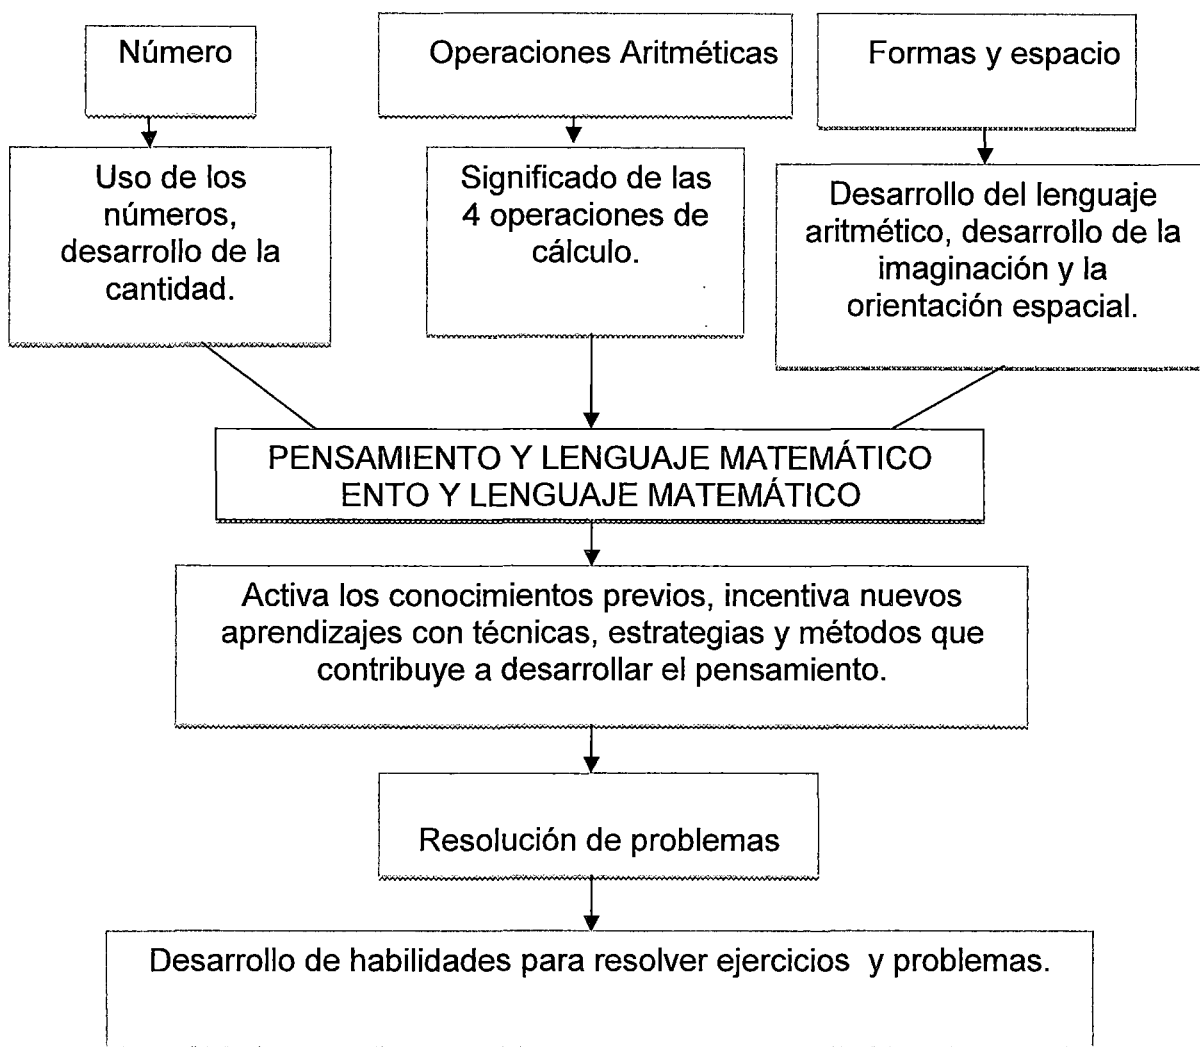 Número
Operaciones Aritméticas
Formas y espacio
Uso de los
números,
desarrollo de la
cantidad.
Significado de las
4 operaciones de
cálculo.
Desarrollo del lenguaje
aritmético, desarrollo de la
imaginación y la
orientación espacial.
PENSAMIENTO Y LENGUAJE MATEMÁTICO
ENTO Y LENGUAJE MATEMÁTICO
Activa los conocimientos previos, incentiva nuevos
aprendizajes con técnicas, estrategias y métodos que
contribuye a desarrollar el pensamiento.
Resolución de problemas
Desarrollo de habilidades para resolver ejercicios y problemas.